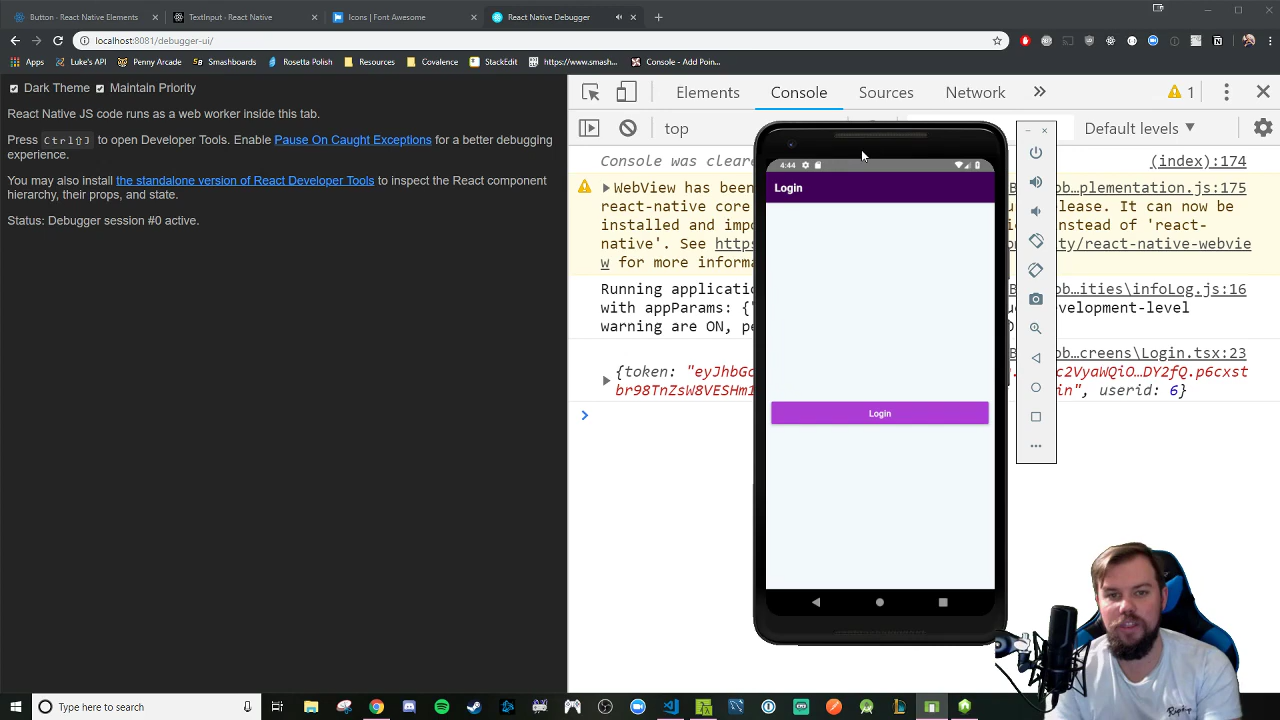 Button - React Native Elements
TextInput - React Native
Icons | Font Awesome
React Native Debugger
localhost:8081/debugger-ui/
Apps
Luke's API
Penny Arcade
Smashboards
Rosetta Polish
Resources
Covalence
Stackdit
https://www.smash...
Console - Add Poin...
Dark Theme
Maintain Priority
React Native JS code runs as a web worker inside this tab.
Press Ctrl⇧J to open Developer Tools. Enable Pause On Caught Exceptions for a better debugging
experience.
You may also install the standalone version of React Developer Tools to inspect the React component
hierarchy, their props, and state.
Status: Debugger session #0 active.
Elements
Console
Sources
Network
1
top
Default levels
Console was cleare
(index):174
WebView has been
ob…plementation.js:175
react-native core
lease. It can now be
installed and impo
instead of 'react-
native'. See https
ty/react-native-webvie
w for more informa
Running applicatio
ob…ities\infoLog.js:16
with appParams: {"
velopment-level
warning are ON, pe
ob…creens\Login.tsx:23
{token: "eyJhbGc
c2VyaWQiO…DY2fQ.p6cxst
br98TnZsW8VESHm1
in", userid: 6}
4:44
Login
Login
Type here to search